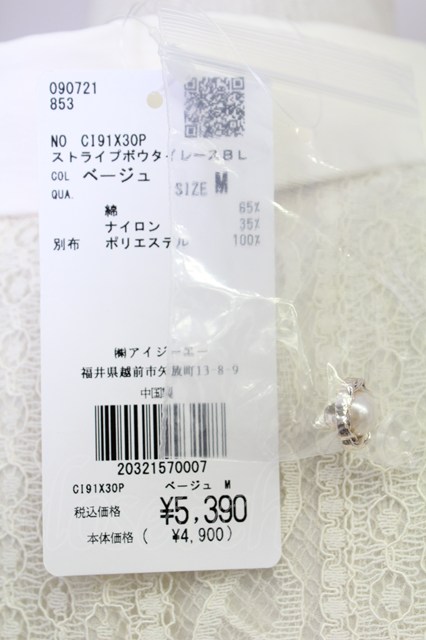 090721
853
NO CI91X30P
ストライプボウタイレースBL
COL ベージュ
SIZE M
QUA.
綿 65%
ナイロン 35%
別布 ポリエステル 100%
㈱アイジーエー
福井県越前市矢放町13-8-9
中国製
20321570007
CI91X30P ベージュ M
税込価格 ¥5,390
本体価格 ( ¥4,900)